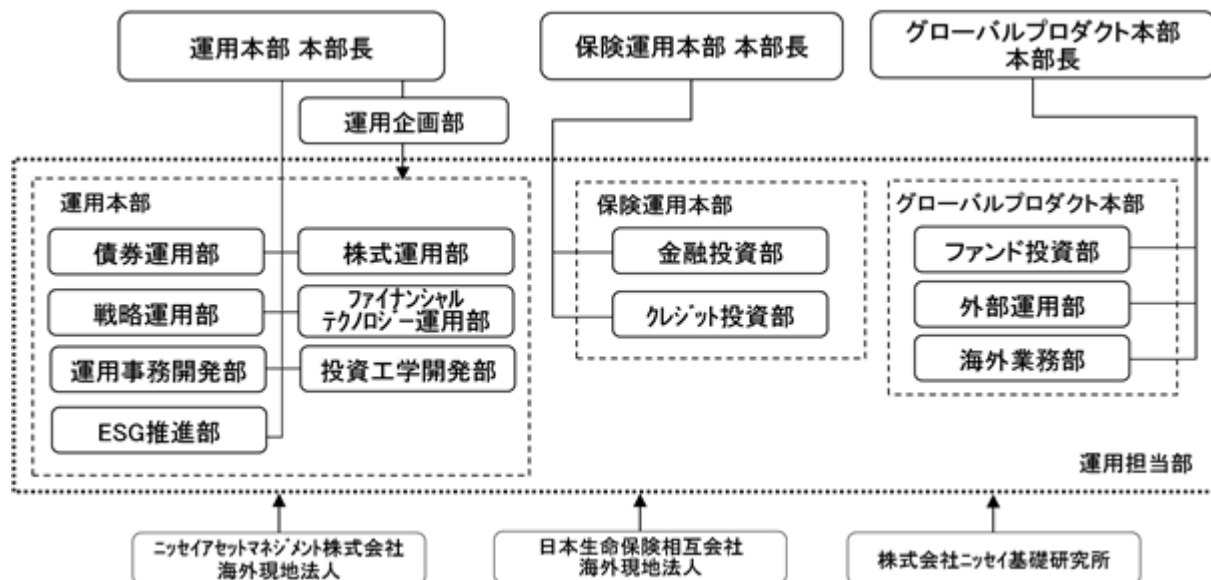 運用本部 本部長
保険運用本部 本部長
グローバルプロダクト本部
本部長
運用企画部
運用本部
債券運用部
株式運用部
戦略運用部
ファイナンシャル
テクノロジー運用部
運用事務開発部
投資工学開発部
ESG推進部
保険運用本部
金融投資部
クレジット投資部
グローバルプロダクト本部
ファンド投資部
外部運用部
海外業務部
運用担当部
ニッセイアセットマネジメント株式会社
海外現地法人
日本生命保険相互会社
海外現地法人
株式会社ニッセイ基礎研究所